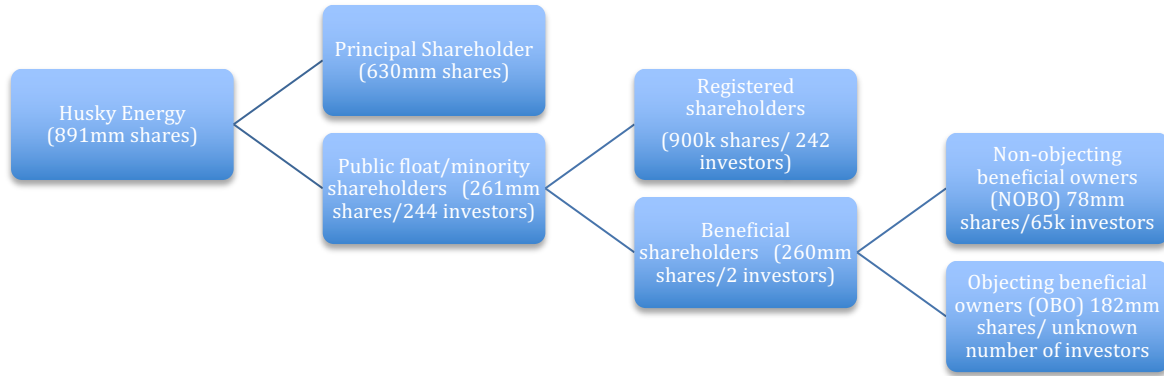 Husky Energy
(891mm shares)
Principal Shareholder
(630mm shares)
Public float/minority
shareholders (261mm
shares/244 investors)
Registered
shareholders
(900k shares/ 242
investors)
Beneficial
shareholders (260mm
shares/2 investors)
Non-objecting
beneficial owners
(NOBO) 78mm
shares/65k investors
Objecting beneficial
owners (OBO) 182mm
shares/ unknown
number of investors